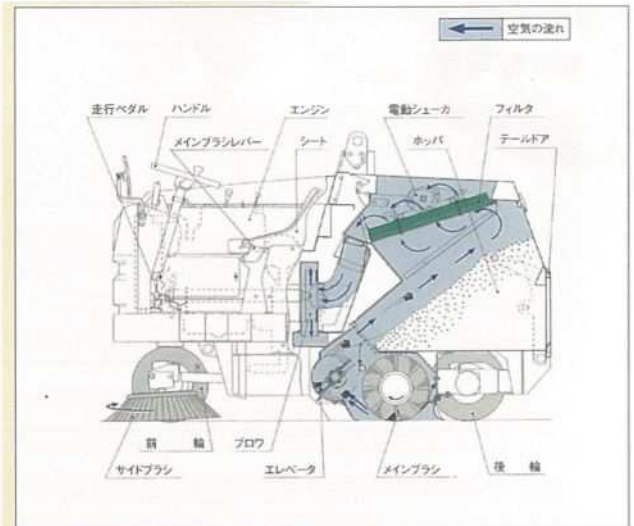 空気の流れ
走行ペダル
ハンドル
エンジン
電動シェーカ
フィルタ
メインブラシレバー
シート
ホッパ
テールドア
前　輪
ブロワ
サイドブラシ
エレベータ
メインブラシ
後　輪